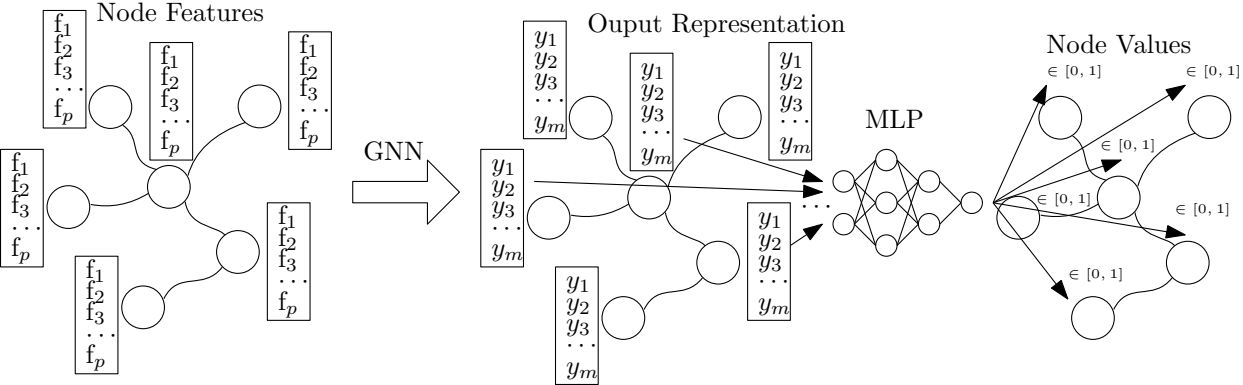 Node Features
f₁
f₂
f₃
...
fₚ
f₁
f₂
f₃
...
fₚ
f₁
f₂
f₃
...
fₚ
f₁
f₂
f₃
...
fₚ
f₁
f₂
f₃
...
fₚ
f₁
f₂
f₃
...
fₚ
GNN
Ouput Representation
y₁
y₂
y₃
...
yₘ
y₁
y₂
y₃
...
yₘ
y₁
y₂
y₃
...
yₘ
y₁
y₂
y₃
...
yₘ
y₁
y₂
y₃
...
yₘ
y₁
y₂
y₃
...
yₘ
MLP
...
Node Values
∈ [0, 1]
∈ [0, 1]
∈ [0, 1]
∈ [0, 1]
∈ [0, 1]
∈ [0, 1]